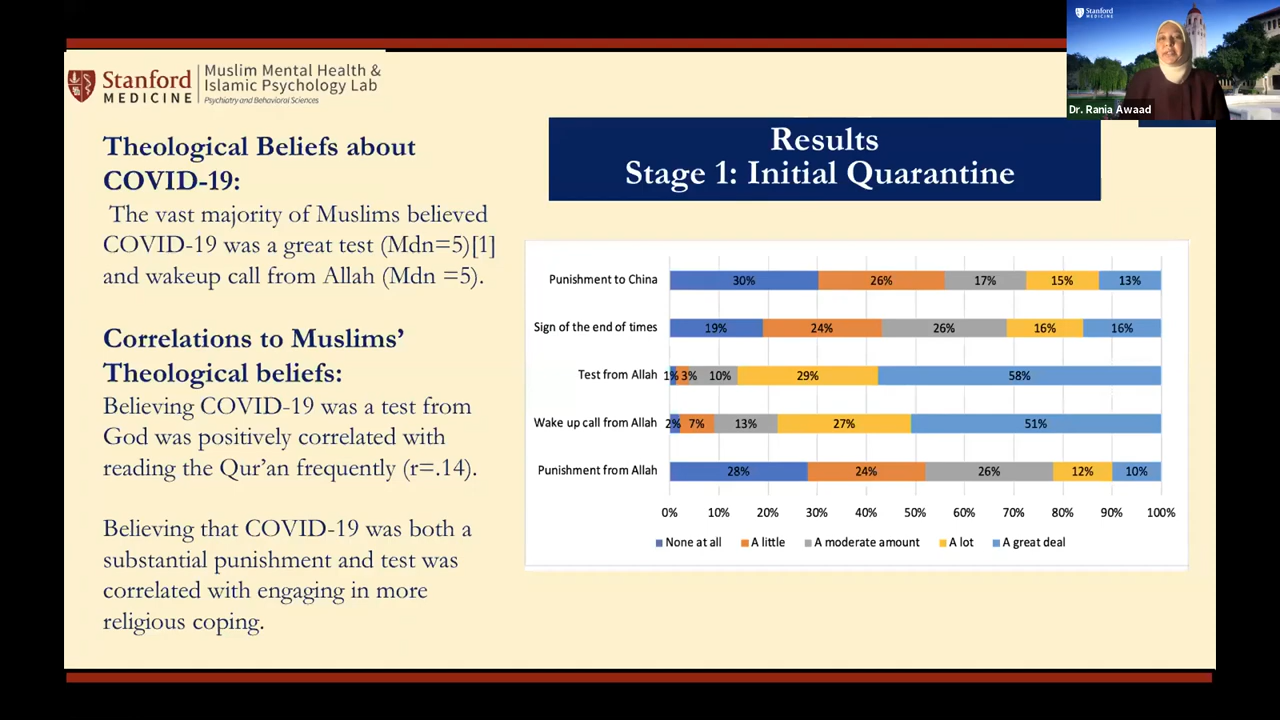 Stanford
MEDICINE
Muslim Mental Health &
Islamic Psychology Lab
Psychiatry and Behavioral Sciences
Theological Beliefs about
COVID-19:
The vast majority of Muslims believed
COVID-19 was a great test (Mdn=5)[1]
and wakeup call from Allah (Mdn =5).
Correlations to Muslims’
Theological beliefs:
Believing COVID-19 was a test from
God was positively correlated with
reading the Qur’an frequently (r=.14).
Believing that COVID-19 was both a
substantial punishment and test was
correlated with engaging in more
religious coping.
Results
Stage 1: Initial Quarantine
Punishment to China 30% 26% 17% 15% 13%
Sign of the end of times 19% 24% 26% 16% 16%
Test from Allah 1% 3% 10% 29% 58%
Wake up call from Allah 2% 7% 13% 27% 51%
Punishment from Allah 28% 24% 26% 12% 10%
0% 10% 20% 30% 40% 50% 60% 70% 80% 90% 100%
None at all A little A moderate amount A lot A great deal
Stanford
MEDICINE
Dr. Rania Awaad